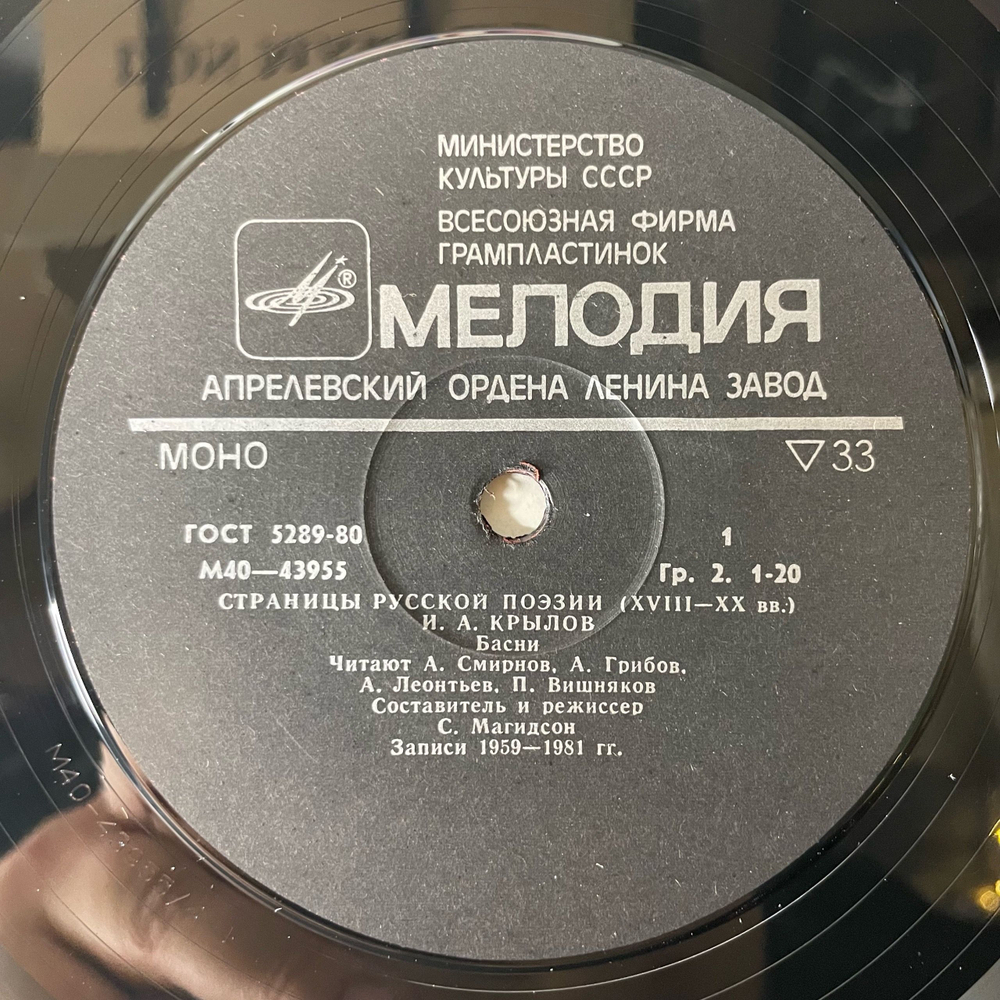 МИНИСТЕРСТВО
КУЛЬТУРЫ СССР
ВСЕСОЮЗНАЯ ФИРМА
ГРАМПЛАСТИНОК
®
МЕЛОДИЯ
АПРЕЛЕВСКИЙ ОРДЕНА ЛЕНИНА ЗАВОД
МОНО
▽33
ГОСТ 5289-80
1
М40—43955
Гр. 2. 1-20
СТРАНИЦЫ РУССКОЙ ПОЭЗИИ (XVIII—XX вв.)
И. А. КРЫЛОВ
Басни
Читают А. Смирнов, А. Грибов,
А. Леонтьев, П. Вишняков
Составитель и режиссер
С. Магидсон
Записи 1959—1981 гг.
М40